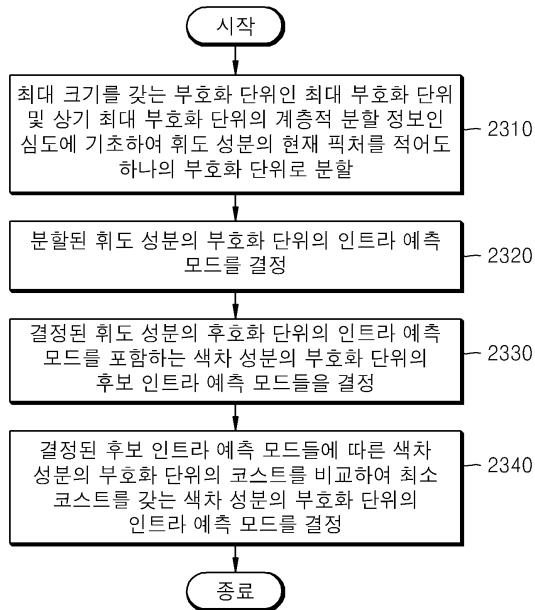 시작
최대 크기를 갖는 부호화 단위인 최대 부호화 단위
및 상기 최대 부호화 단위의 계층적 분할 정보인
심도에 기초하여 휘도 성분의 현재 픽처를 적어도
하나의 부호화 단위로 분할
2310
분할된 휘도 성분의 부호화 단위의 인트라 예측
모드를 결정
2320
결정된 휘도 성분의 후호화 단위의 인트라 예측
모드를 포함하는 색차 성분의 부호화 단위의
후보 인트라 예측 모드들을 결정
2330
결정된 후보 인트라 예측 모드들에 따른 색차
성분의 부호화 단위의 코스트를 비교하여 최소
코스트를 갖는 색차 성분의 부호화 단위의
인트라 예측 모드를 결정
2340
종료